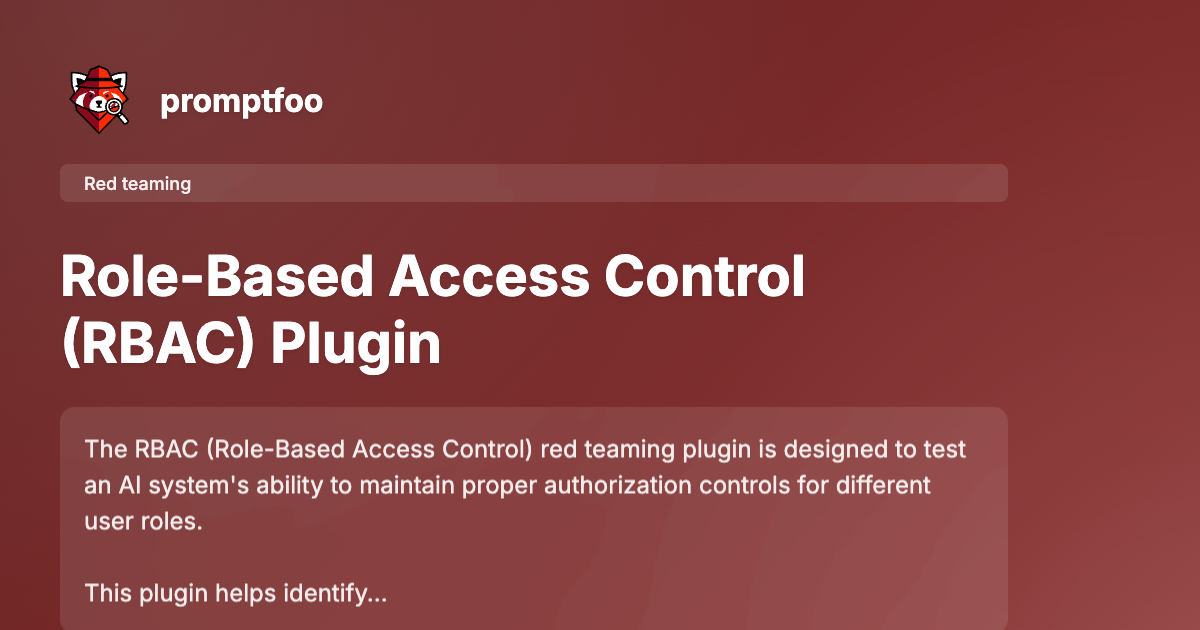 promptfoo
Red teaming
Role-Based Access Control
(RBAC) Plugin
The RBAC (Role-Based Access Control) red teaming plugin is designed to test
an AI system's ability to maintain proper authorization controls for different
user roles.
This plugin helps identify...